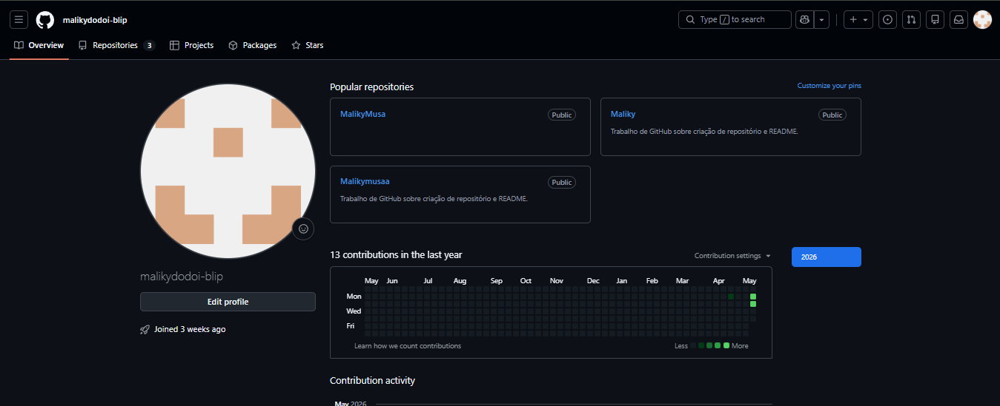 malikydodoi-blip
Type / to search
Overview
Repositories 3
Projects
Packages
Stars
Popular repositories
Customize your pins
MalikyMusa
Public
Maliky
Public
Trabalho de GitHub sobre criação de repositório e README.
Malikymusaa
Public
Trabalho de GitHub sobre criação de repositório e README.
malikydodoi-blip
Edit profile
Joined 3 weeks ago
13 contributions in the last year
Contribution settings
2026
May Jun Jul Aug Sep Oct Nov Dec Jan Feb Mar Apr May
Mon
Wed
Fri
Learn how we count contributions
Less More
Contribution activity
May 2026